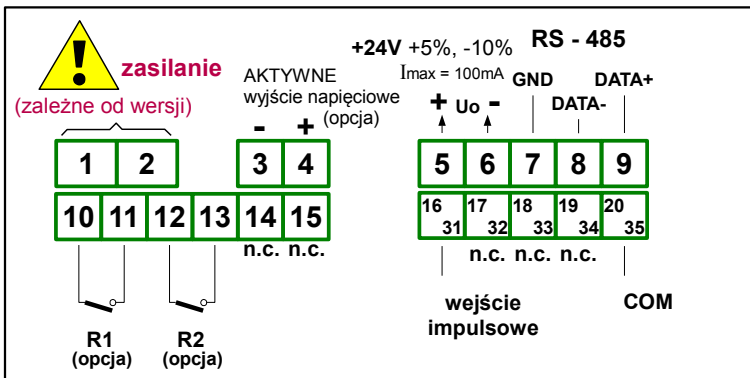 !
zasilanie
(zależne od wersji)
AKTYWNE
wyjście napięciowe
(opcja)
- +
+24V +5%, -10%
Imax = 100mA
+ Uo -
RS - 485
GND DATA+
DATA-
1 2 3 4 5 6 7 8 9
10 11 12 13 14 15
16 17 18 19 20
31 32 33 34 35
n.c. n.c.
n.c. n.c. n.c.
R1
(opcja)
R2
(opcja)
wejście
impulsowe
COM